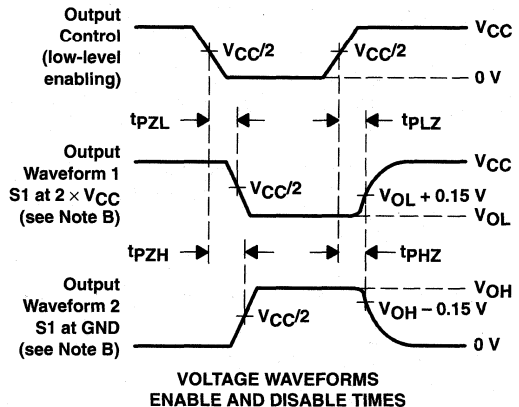 Output
Control
(low-level
enabling)
VCC/2
VCC/2
VCC
0 V
tPZL
tPLZ
Output
Waveform 1
S1 at 2 × VCC
(see Note B)
VCC/2
VCC
VOL + 0.15 V
VOL
tPZH
tPHZ
Output
Waveform 2
S1 at GND
(see Note B)
VCC/2
VOH
VOH − 0.15 V
0 V
VOLTAGE WAVEFORMS
ENABLE AND DISABLE TIMES